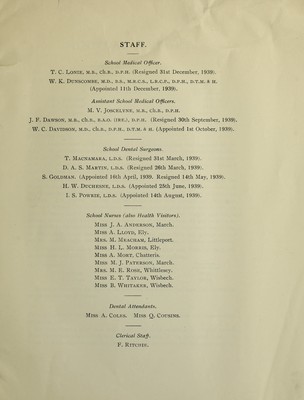 STAFF.
School Medical Officer.
T. C. LONIE, M.B., Ch.B., D.P.H. (Resigned 31st December, 1939).
W. K. DUNSCOMBE, M.D., B.S., M.R.C.S., L.R.C.P., D.P.H., D.T.M. & H.
(Appointed 11th December, 1939).
Assistant School Medical Officers.
M. V. JOSCELYNE, M.B., Ch.B., D.P.H.
J. F. DAWSON, M.B., Ch.B., B.A.O. (IRE.), D.P.H. (Resigned 30th September, 1939).
W. C. DAVIDSON, M.B., Ch.B., D.P.H., D.T.M. & H. (Appointed 1st October, 1939).
School Dental Surgeons.
T. MACNAMARA, L.D.S. (Resigned 31st March, 1939).
D. A. S. MARTIN, L.D.S. (Resigned 26th March, 1939).
S. GOLDMAN. (Appointed 14th April, 1939. Resigned 14th May, 1939).
H. W. DUCHESNE, L.D.S. (Appointed 25th June, 1939).
I. S. POWRIE, L.D.S. (Appointed 14th August, 1939).
School Nurses (also Health Visitors).
MISS J. A. ANDERSON, March.
MISS A. LLOYD, Ely.
MRS. M. MEACHAM, Littleport.
MISS H. L. MORRIS, Ely.
MISS A. MORT, Chatteris.
MISS M. J. PATERSON, March.
MRS. M. E. ROSE, Whittlesey.
MISS E. T. TAYLOR, Wisbech.
MISS B. WHITAKER, Wisbech.
Dental Attendants.
MISS A. COLES. MISS Q. COUSINS.
Clerical Staff.
F. RITCHIE.